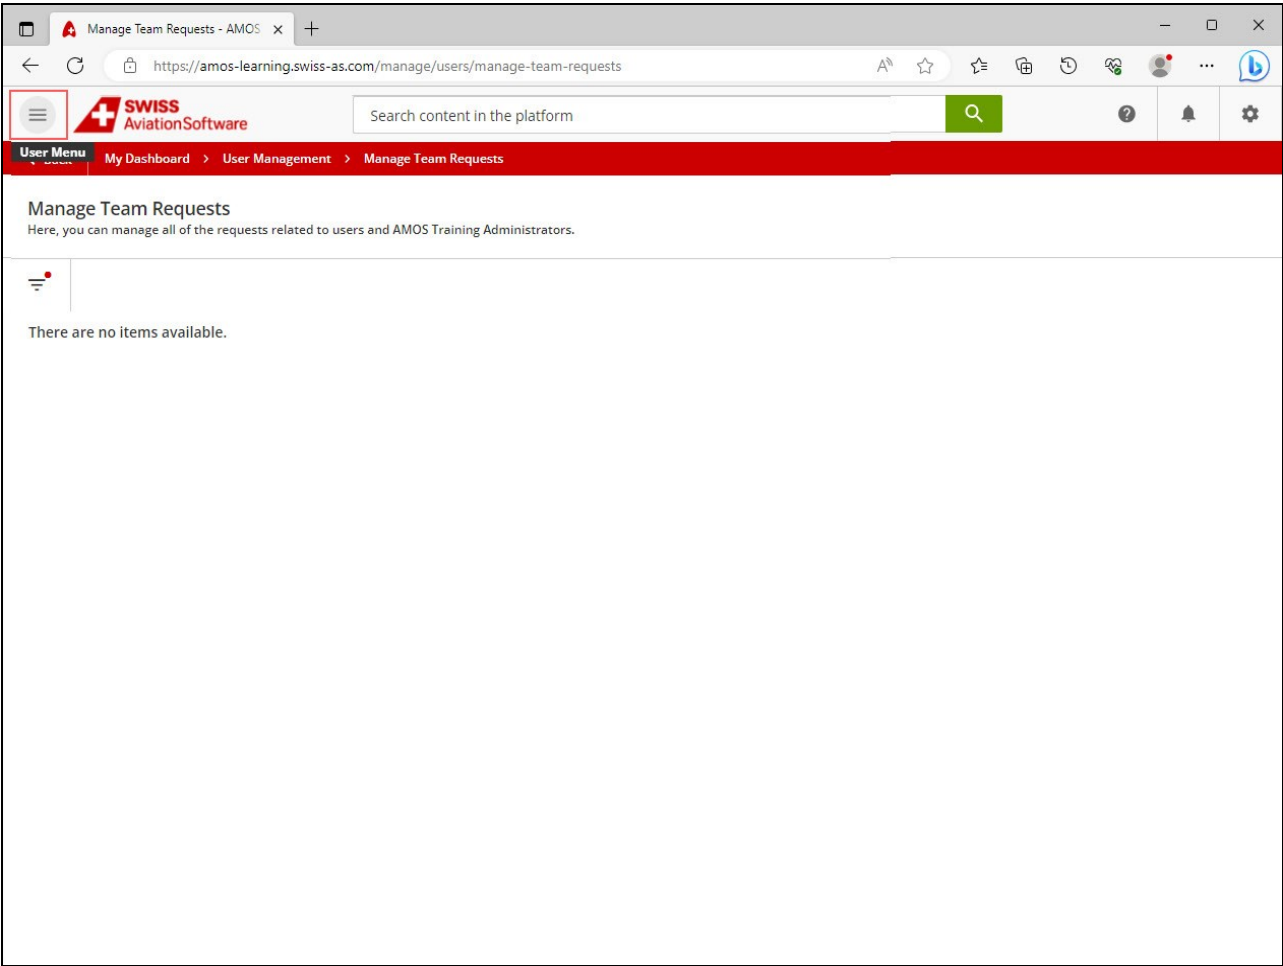 Manage Team Requests - AMOS
https://amos-learning.swiss-as.com/manage/users/manage-team-requests
SWISS
AviationSoftware
Search content in the platform
User Menu
My Dashboard > User Management > Manage Team Requests
Manage Team Requests
Here, you can manage all of the requests related to users and AMOS Training Administrators.
There are no items available.